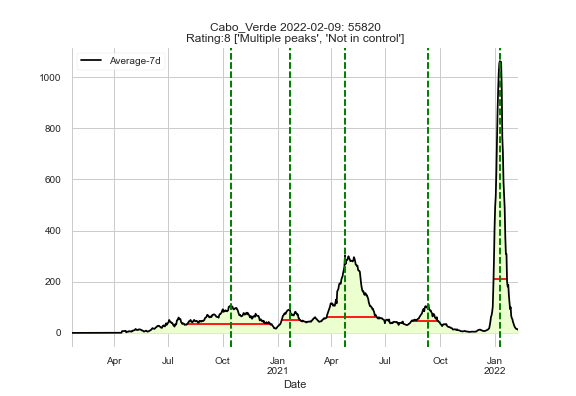 Cabo_Verde 2022-02-09: 55820
Rating:8 ['Multiple peaks', 'Not in control']
Average-7d
1000
800
600
400
200
0
Apr Jul Oct Jan Apr Jul Oct Jan
2021 2022
Date